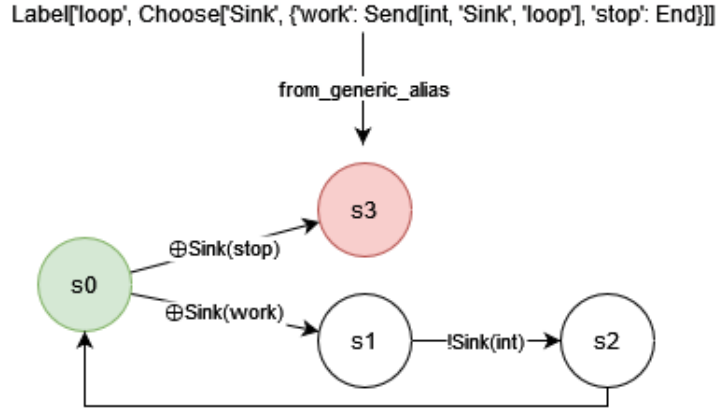 Label['loop', Choose['Sink', {'work': Send[int, 'Sink', 'loop'], 'stop': End}]]
from_generic_alias
s3
⊕Sink(stop)
s0
⊕Sink(work)
s1
!Sink(int)
s2